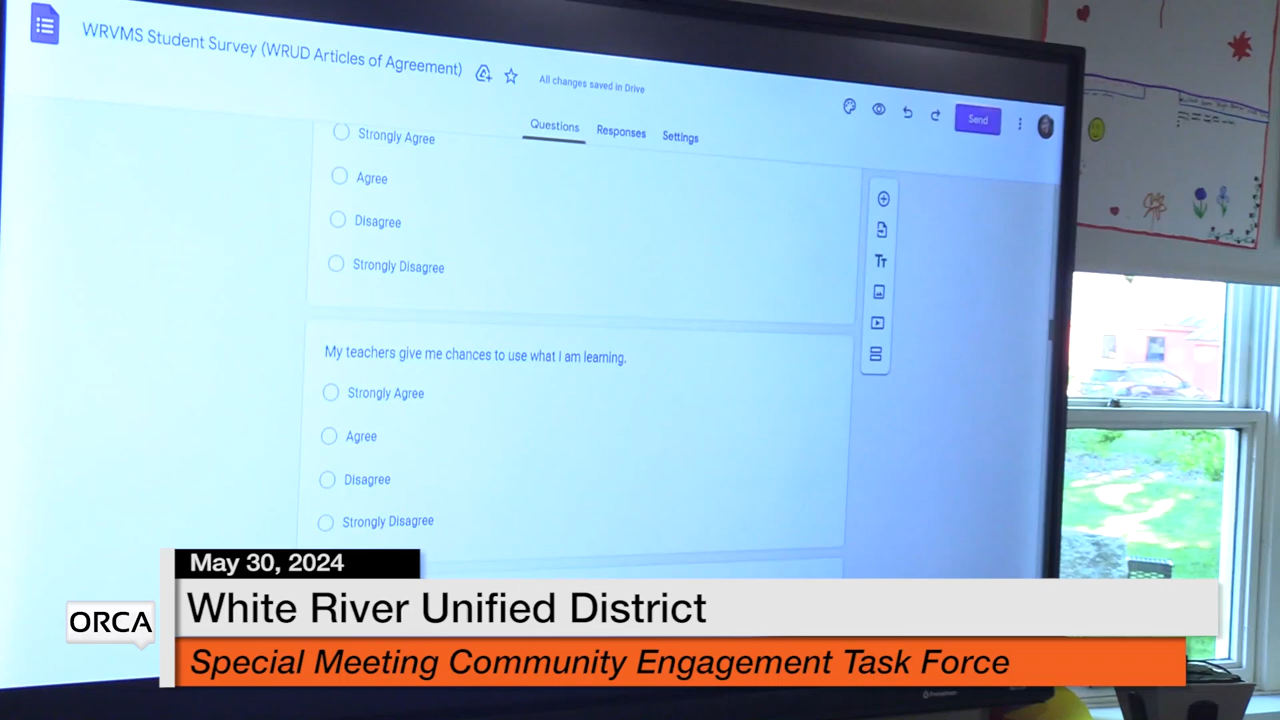 WRVMS Student Survey (WRUD Articles of Agreement)
All changes saved in Drive
Send
Questions Responses Settings
Strongly Agree
Agree
Disagree
Strongly Disagree
Tт
My teachers give me chances to use what I am learning.
Strongly Agree
Agree
Disagree
Strongly Disagree
May 30, 2024
White River Unified District
ORCA
Special Meeting Community Engagement Task Force